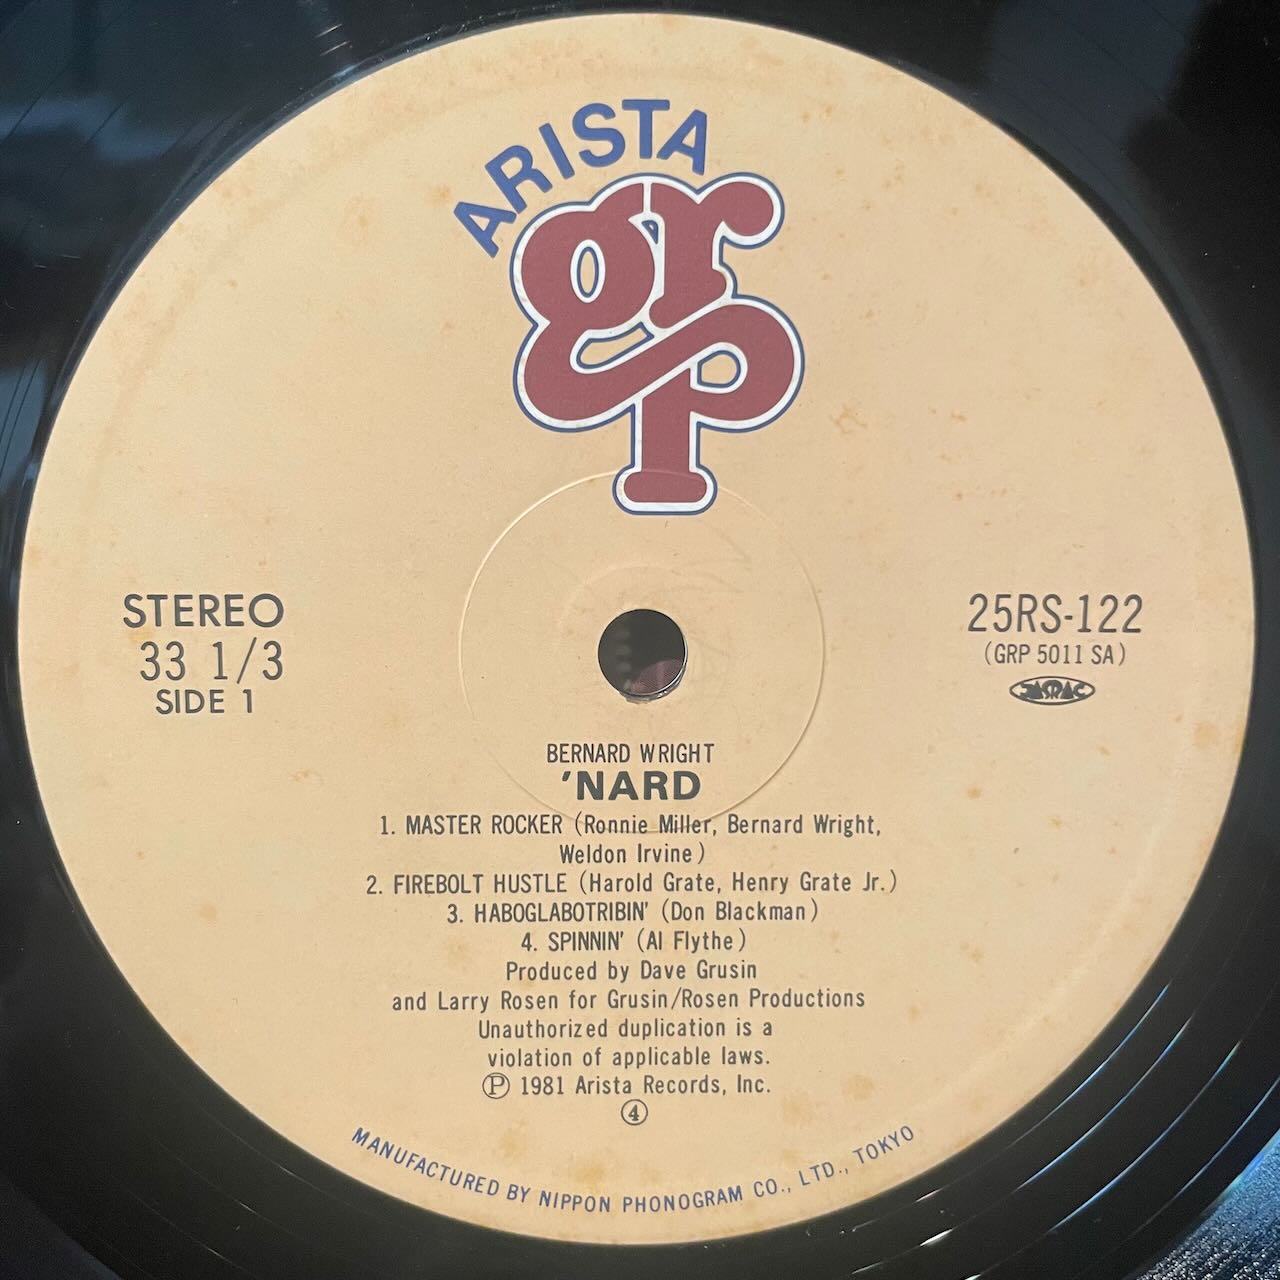 ARISTA
grp
STEREO
33 1/3
SIDE 1
25RS-122
(GRP 5011 SA)
JASRAC
BERNARD WRIGHT
'NARD
1. MASTER ROCKER (Ronnie Miller, Bernard Wright,
Weldon Irvine)
2. FIREBOLT HUSTLE (Harold Grate, Henry Grate Jr.)
3. HABOGLABOTRIBIN' (Don Blackman)
4. SPINNIN' (Al Flythe)
Produced by Dave Grusin
and Larry Rosen for Grusin/Rosen Productions
Unauthorized duplication is a
violation of applicable laws.
Ⓟ 1981 Arista Records, Inc.
④
MANUFACTURED BY NIPPON PHONOGRAM CO., LTD., TOKYO